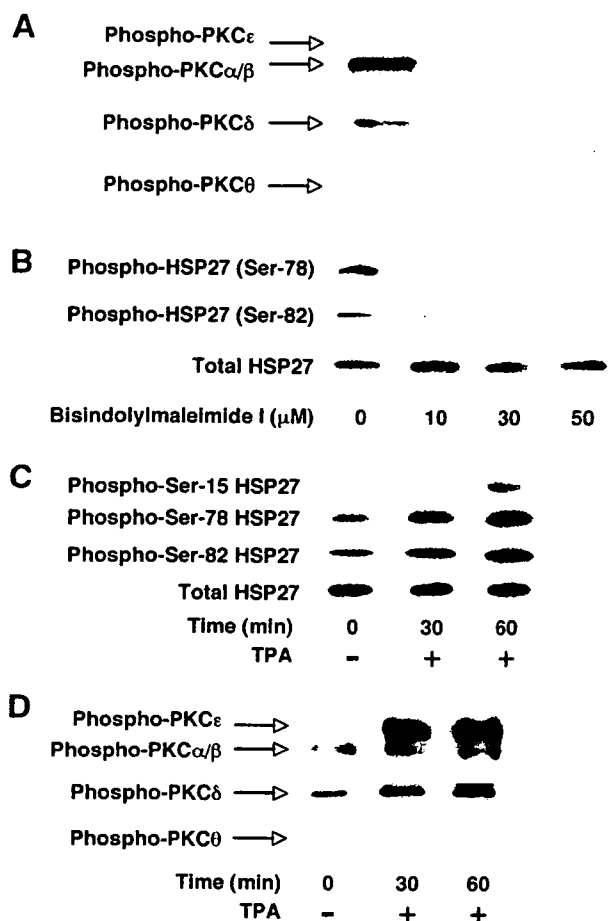 A
Phospho-PKCε
Phospho-PKCα/β
Phospho-PKCδ
Phospho-PKCθ
B
Phospho-HSP27 (Ser-78)
Phospho-HSP27 (Ser-82)
Total HSP27
Bisindolylmaleimide I (μM) 0 10 30 50
C
Phospho-Ser-15 HSP27
Phospho-Ser-78 HSP27
Phospho-Ser-82 HSP27
Total HSP27
Time (min) 0 30 60
TPA - + +
D
Phospho-PKCε
Phospho-PKCα/β
Phospho-PKCδ
Phospho-PKCθ
Time (min) 0 30 60
TPA - + +